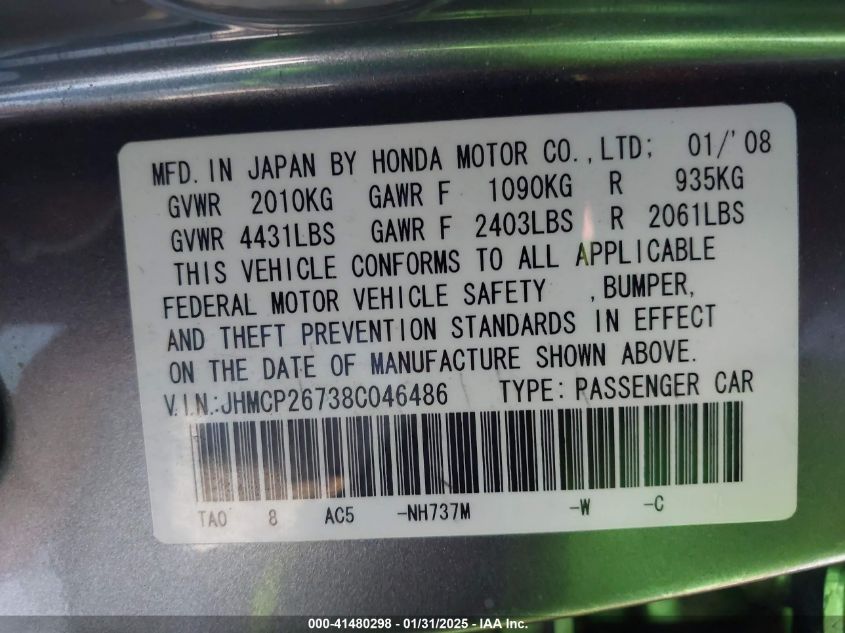 MFD. IN JAPAN BY HONDA MOTOR CO., LTD; 01/'08
GVWR 2010KG GAWR F 1090KG R 935KG
GVWR 4431LBS GAWR F 2403LBS R 2061LBS
THIS VEHICLE CONFORMS TO ALL APPLICABLE
FEDERAL MOTOR VEHICLE SAFETY , BUMPER,
AND THEFT PREVENTION STANDARDS IN EFFECT
ON THE DATE OF MANUFACTURE SHOWN ABOVE.
V.I.N.:JHMCP26738C046486 TYPE: PASSENGER CAR
TA0 8 AC5 -NH737M -W -C
000-41480298 - 01/31/2025 - IAA Inc.